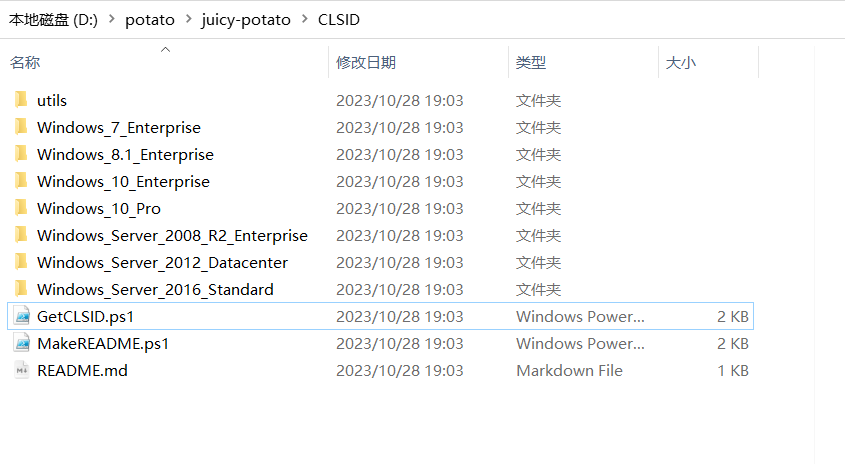 本地磁盘 (D:) > potato > juicy-potato > CLSID
名称 修改日期 类型 大小
utils 2023/10/28 19:03 文件夹
Windows_7_Enterprise 2023/10/28 19:03 文件夹
Windows_8.1_Enterprise 2023/10/28 19:03 文件夹
Windows_10_Enterprise 2023/10/28 19:03 文件夹
Windows_10_Pro 2023/10/28 19:03 文件夹
Windows_Server_2008_R2_Enterprise 2023/10/28 19:03 文件夹
Windows_Server_2012_Datacenter 2023/10/28 19:03 文件夹
Windows_Server_2016_Standard 2023/10/28 19:03 文件夹
GetCLSID.ps1 2023/10/28 19:03 Windows Power... 2 KB
MakeREADME.ps1 2023/10/28 19:03 Windows Power... 2 KB
README.md 2023/10/28 19:03 Markdown File 1 KB